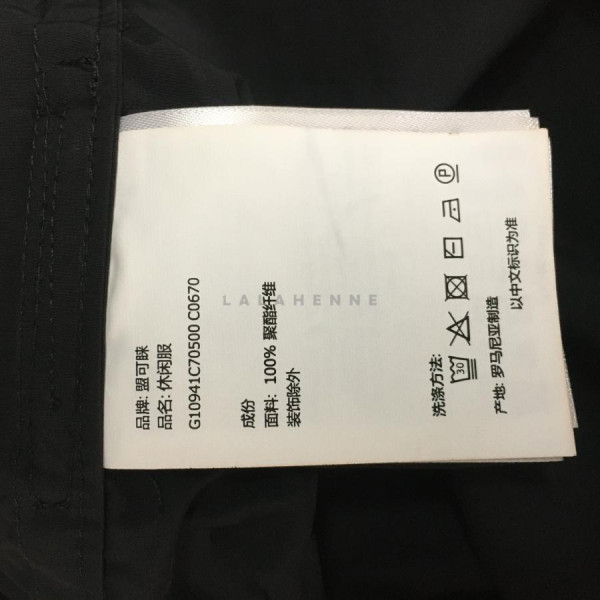 品牌: 盟可睐
品名: 休闲服
G10941C70500 C0670
成份
面料: 100% 聚酯纤维
装饰除外
洗涤方法:
30
P
产地: 罗马尼亚制造
以中文标识为准
LALAHENNE